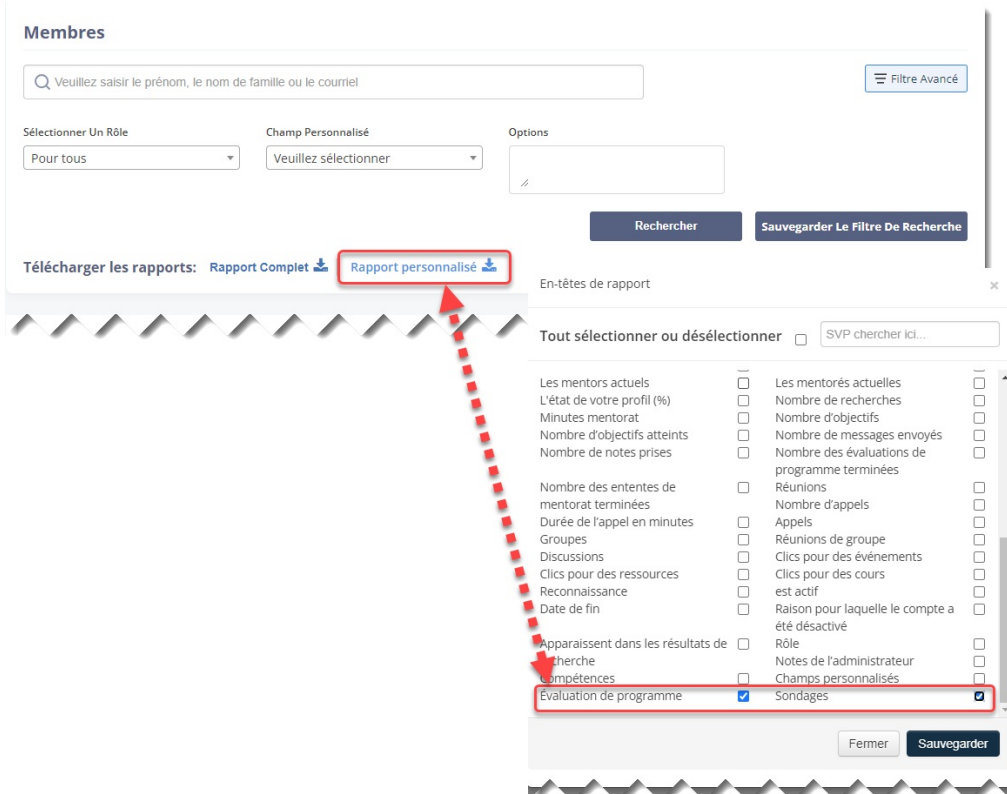 Membres
Veuillez saisir le prénom, le nom de famille ou le courriel
Filtre Avancé
Sélectionner Un Rôle
Champ Personnalisé
Options
Pour tous
Veuillez sélectionner
Rechercher
Sauvegarder Le Filtre De Recherche
Télécharger les rapports: Rapport Complet Rapport personnalisé
En-têtes de rapport
×
Tout sélectionner ou désélectionner
SVP chercher ici...
Les mentors actuels
Les mentorés actuelles
L'état de votre profil (%)
Nombre de recherches
Minutes mentorat
Nombre d'objectifs
Nombre d'objectifs atteints
Nombre de messages envoyés
Nombre de notes prises
Nombre des évaluations de
programme terminées
Nombre des ententes de
mentorat terminées
Réunions
Nombre d'appels
Durée de l'appel en minutes
Appels
Groupes
Réunions de groupe
Discussions
Clics pour des événements
Clics pour des ressources
Clics pour des cours
Reconnaissance
est actif
Date de fin
Raison pour laquelle le compte a
été désactivé
Apparaissent dans les résultats de
Rôle
Notes de l'administrateur
Compétences
Champs personnalisés
Évaluation de programme
Sondages
Fermer
Sauvegarder